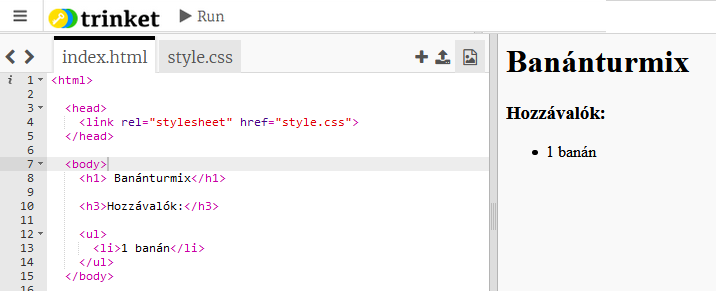 trinket Run
index.html style.css
1 <html>
2
3 <head>
4 <link rel="stylesheet" href="style.css">
5 </head>
6
7 <body>
8 <h1> Banánturmix</h1>
9
10 <h3>Hozzávalók:</h3>
11
12 <ul>
13 <li>1 banán</li>
14 </ul>
15 </body>
16
Banánturmix
Hozzávalók:
• 1 banán